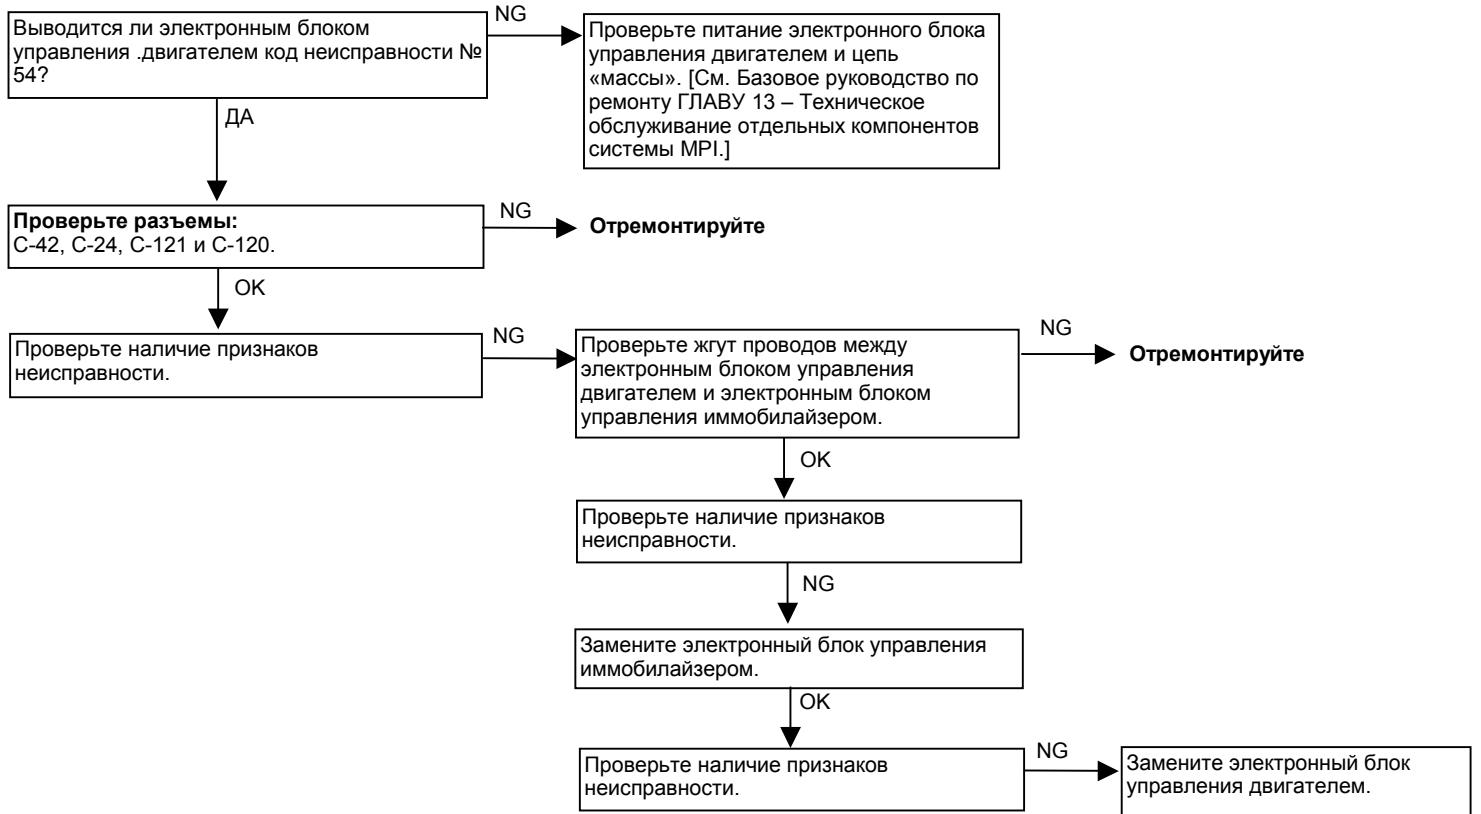 Выводится ли электронным блоком
управления .двигателем код неисправности №
54?
NG
Проверьте питание электронного блока
управления двигателем и цепь
«массы». [См. Базовое руководство по
ремонту ГЛАВУ 13 – Техническое
обслуживание отдельных компонентов
системы MPI.]
ДА
Проверьте разъемы:
С-42, С-24, С-121 и С-120.
NG
Отремонтируйте
OK
Проверьте наличие признаков
неисправности.
NG
Проверьте жгут проводов между
электронным блоком управления
двигателем и электронным блоком
управления иммобилайзером.
NG
Отремонтируйте
OK
Проверьте наличие признаков
неисправности.
NG
Замените электронный блок управления
иммобилайзером.
OK
Проверьте наличие признаков
неисправности.
NG
Замените электронный блок
управления двигателем.